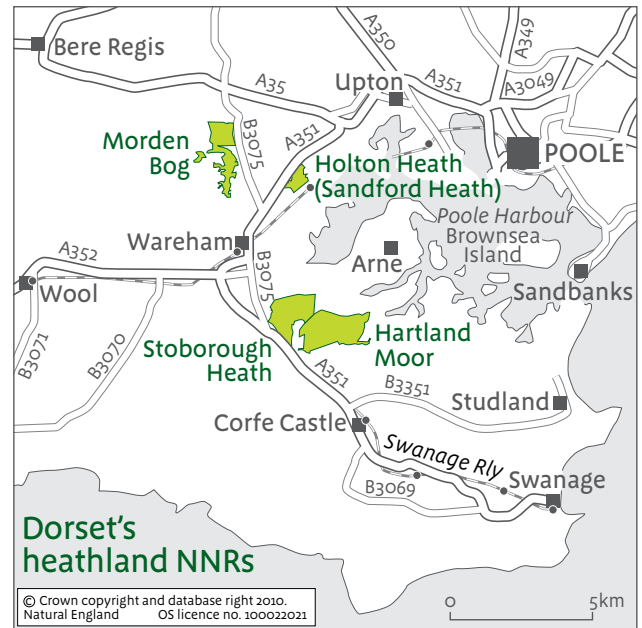 Bere Regis
A35
A350
A349
A351
A3049
Upton
POOLE
Morden
Bog
B3075
A351
Holton Heath
(Sandford Heath)
Poole Harbour
Brownsea
Island
Wareham
A352
Wool
Arne
Sandbanks
B3075
B3071
B3070
Stoborough
Heath
Hartland
Moor
A351
B3351
Studland
Corfe Castle
Swanage Rly
Swanage
B3069
Dorset's
heathland NNRs
© Crown copyright and database right 2010.
Natural England OS licence no. 100022021
0 5km